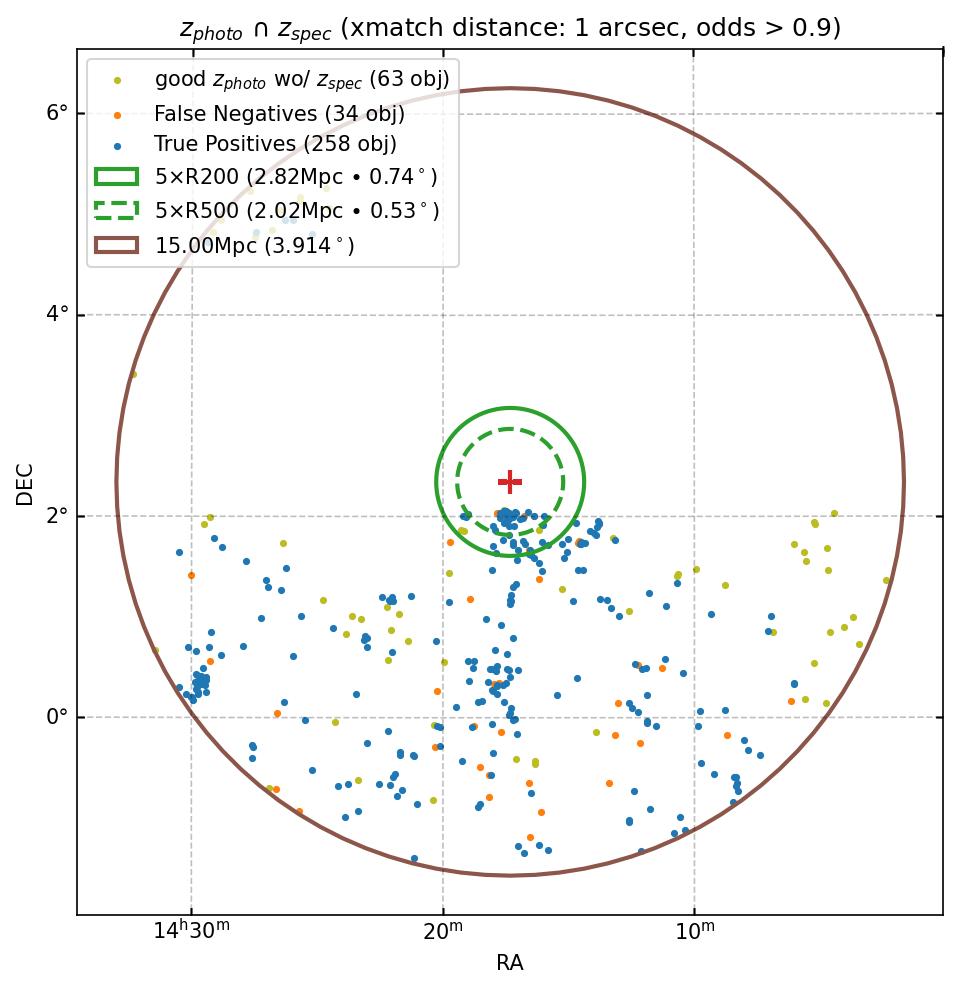 z_photo ∩ z_spec (xmatch distance: 1 arcsec, odds > 0.9)
good z_photo wo/ z_spec (63 obj)
False Negatives (34 obj)
True Positives (258 obj)
5×R200 (2.82Mpc • 0.74°)
5×R500 (2.02Mpc • 0.53°)
15.00Mpc (3.914°)
6°
4°
2°
0°
DEC
14ʰ30ᵐ
20ᵐ
10ᵐ
RA